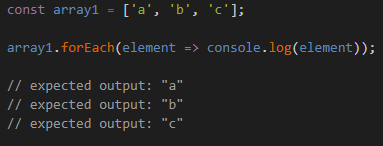 const array1 = ['a', 'b', 'c'];
array1.forEach(element => console.log(element));
// expected output: "a"
// expected output: "b"
// expected output: "c"